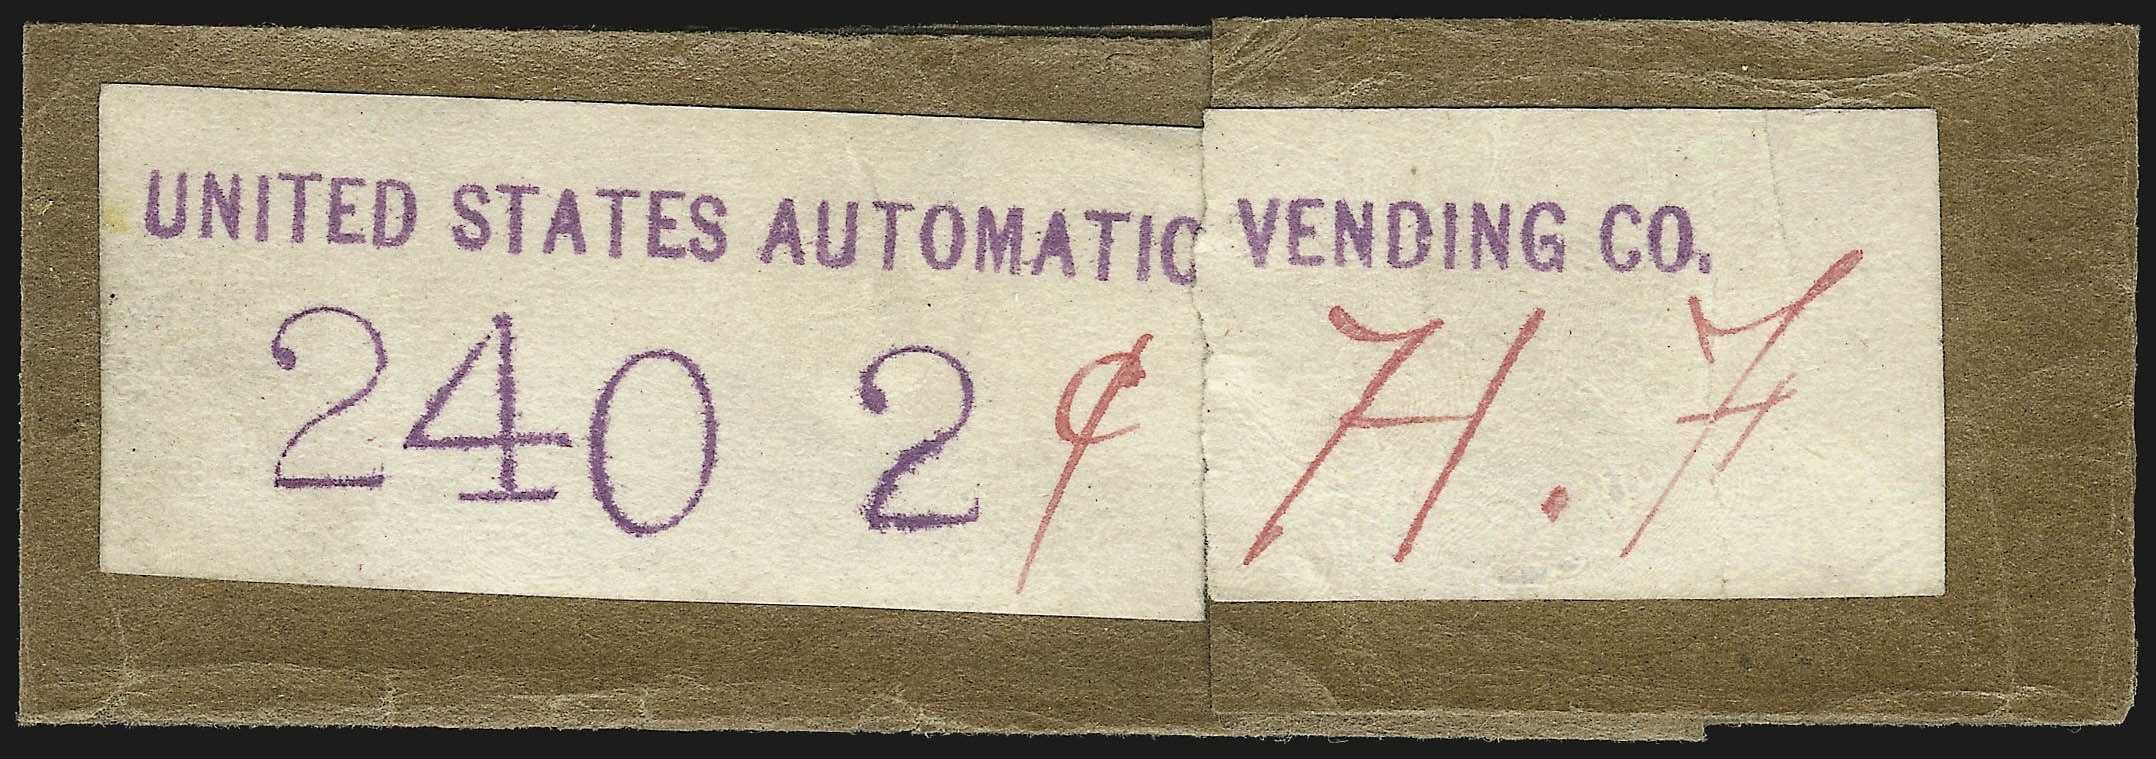 UNITED STATES AUTOMATIC VENDING CO.
240 2¢ H.F